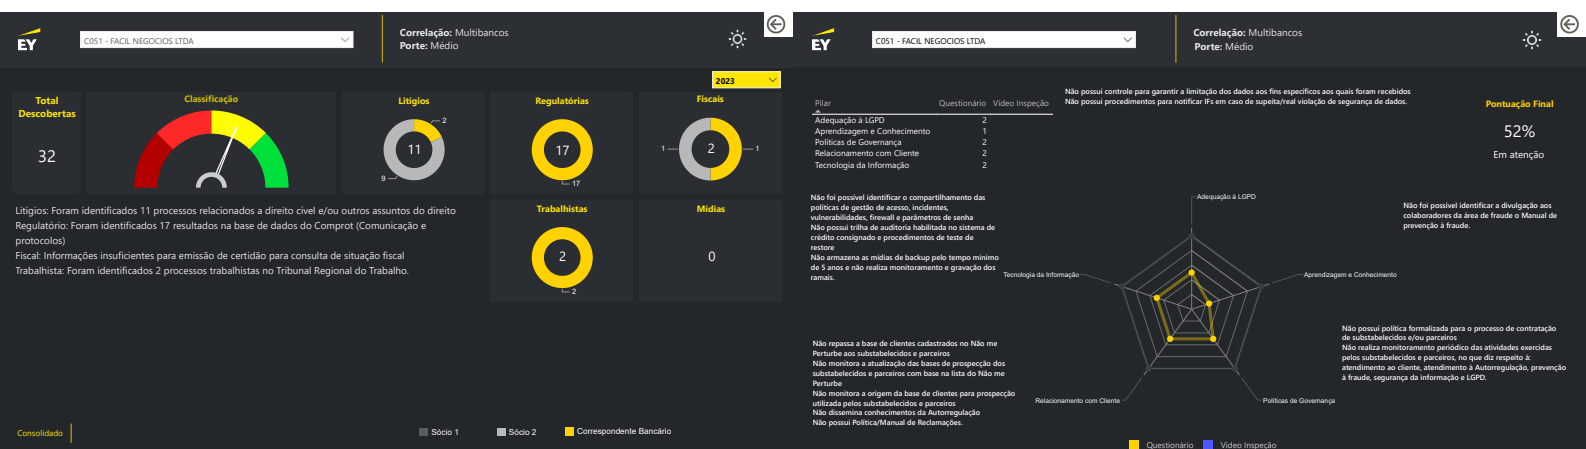 EY
C051 - FACIL NEGOCIOS LTDA
Correlação: Multibancos
Porte: Médio
2023
Total
Descobertas
32
Classificação
Litígios
2
11
9
Regulatórias
17
17
Fiscais
1
2
1
Litígios: Foram identificados 11 processos relacionados a direito cível e/ou outros assuntos do direito
Regulatório: Foram identificados 17 resultados na base de dados do Comprot (Comunicação e
protocolos)
Fiscal: Informações insuficientes para emissão de certidão para consulta de situação fiscal
Trabalhista: Foram identificados 2 processos trabalhistas no Tribunal Regional do Trabalho.
Trabalhistas
2
2
Mídias
0
Consolidado
Sócio 1
Sócio 2
Correspondente Bancário
EY
C051 - FACIL NEGOCIOS LTDA
Correlação: Multibancos
Porte: Médio
Pilar Questionário Vídeo Inspeção
Adequação à LGPD 2
Aprendizagem e Conhecimento 1
Políticas de Governança 2
Relacionamento com Cliente 2
Tecnologia da Informação 2
Não possui controle para garantir a limitação dos dados aos fins específicos aos quais foram recebidos
Não possui procedimentos para notificar IFs em caso de supeita/real violação de segurança de dados.
Pontuação Final
52%
Em atenção
Não foi possível identificar o compartilhamento das
políticas de gestão de acesso, incidentes,
vulnerabilidades, firewall e parâmetros de senha
Não possui trilha de auditoria habilitada no sistema de
crédito consignado e procedimentos de teste de
restore
Não armazena as mídias de backup pelo tempo mínimo
de 5 anos e não realiza monitoramento e gravação dos
ramais.
Adequação à LGPD
Não foi possível identificar a divulgação aos
colaboradores da área de fraude o Manual de
prevenção à fraude.
Tecnologia da Informação
Aprendizagem e Conhecimento
Não possui política formalizada para o processo de contratação
de substabelecidos e/ou parceiros
Não realiza monitoramento periódico das atividades exercidas
pelos substabelecidos e parceiros, no que diz respeito à:
atendimento ao cliente, atendimento à Autorregulação, prevenção
à fraude, segurança da informação e LGPD.
Não repassa a base de clientes cadastrados no Não me
Perturbe aos substabelecidos e parceiros
Não monitora a atualização das bases de prospecção dos
substabelecidos e parceiros com base na lista do Não me
Perturbe
Não monitora a origem da base de clientes para prospecção
utilizada pelos substabelecidos e parceiros
Não dissemina conhecimentos da Autorregulação
Não possui Política/Manual de Reclamações.
Relacionamento com Cliente
Políticas de Governança
Questionário
Vídeo Inspeção